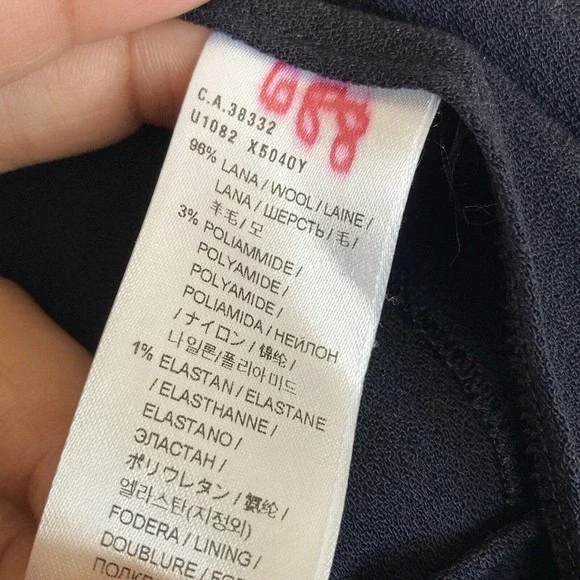 C.A.38332
U1082 X5040Y
96% LANA / WOOL / LAINE /
LANA / ШЕРСТЬ / 毛 /
羊毛 / 모
3% POLIAMMIDE /
POLYAMIDE /
POLYAMIDE /
POLIAMIDA / НЕЙЛОН
/ ナイロン / 锦纶 /
나일론/폴리아미드
1% ELASTAN / ELASTANE
/ ELASTHANNE /
ELASTANO /
ЭЛАСТАН /
ポリウレタン / 氨纶 /
엘라스탄(지정외)
FODERA / LINING /
DOUBLURE /